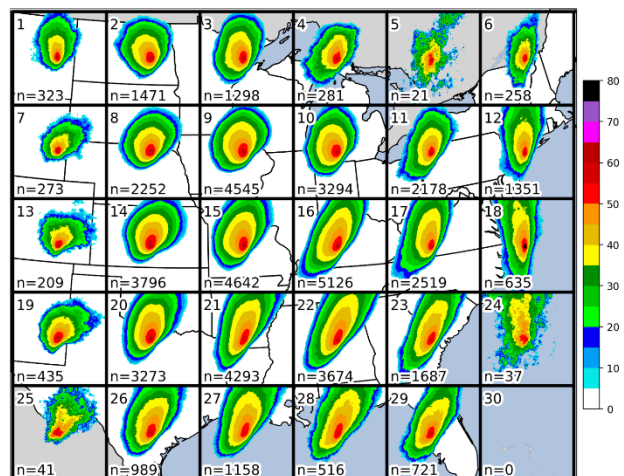 1 2 3 4 5 6
n=323 n=1471 n=1298 n=281 n=21 n=258
7 8 9 10 11 12
n=273 n=2252 n=4545 n=3294 n=2178 n=1351
13 14 15 16 17 18
n=209 n=3796 n=4642 n=5126 n=2519 n=635
19 20 21 22 23 24
n=435 n=3273 n=4293 n=3674 n=1687 n=37
25 26 27 28 29 30
n=41 n=989 n=1158 n=516 n=721 n=0
80
70
60
50
40
30
20
10
0